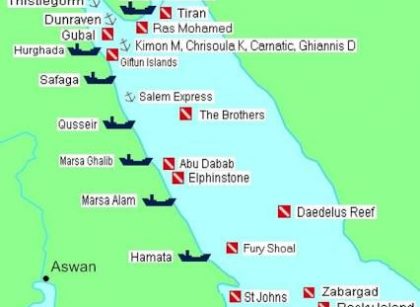 Thistlegorm
Tiran
Dunraven
Ras Mohamed
Gubal
Kimon M, Chrisoula K, Carnatic, Ghiannis D
Hurghada
Giftun Islands
Safaga
Salem Express
The Brothers
Qusseir
Marsa Ghalib
Abu Dabab
Elphinstone
Marsa Alam
Daedelus Reef
Fury Shoal
Hamata
Aswan
Zabargad
St Johns
Rocky Island